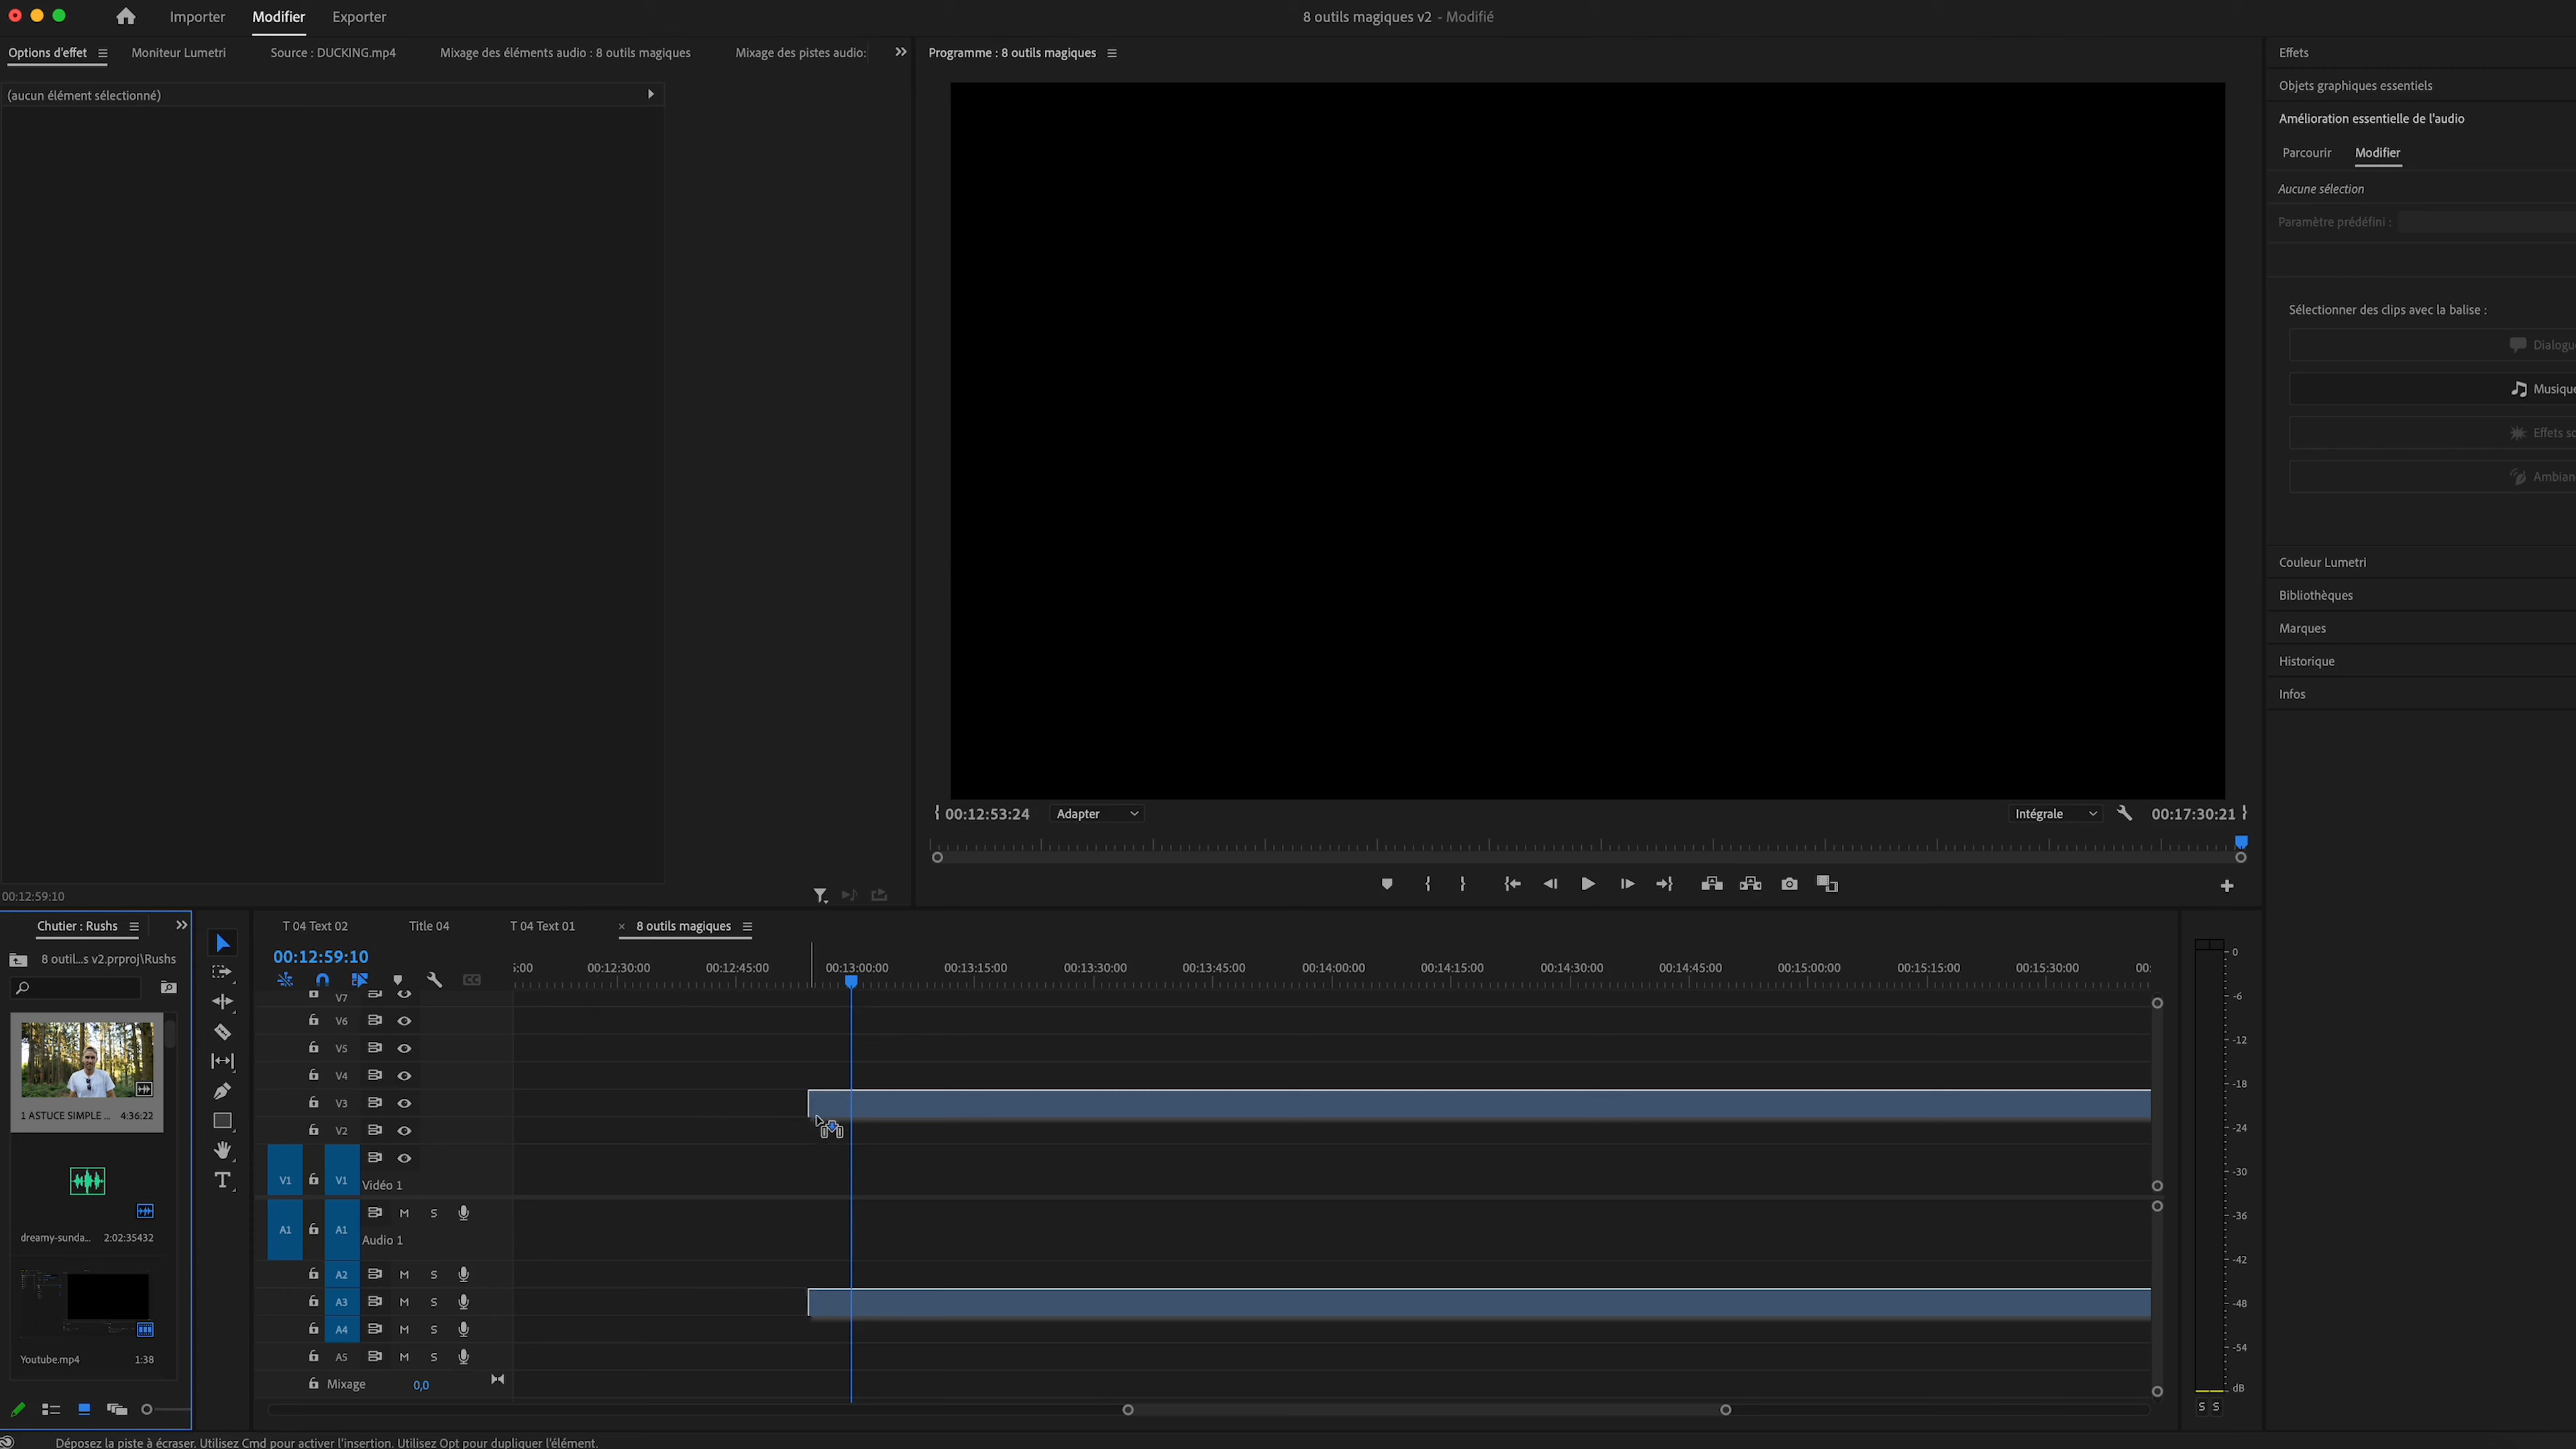 Importer
Modifier
Exporter
8 outils magiques v2 - Modifié
Options d'effet
Moniteur Lumetri
Source : DUCKING.mp4
Mixage des éléments audio : 8 outils magiques
Mixage des pistes audio:
(aucun élément sélectionné)
00:12:59:10
Programme : 8 outils magiques
00:12:53:24
Adapter
Intégrale
00:17:30:21
Effets
Objets graphiques essentiels
Amélioration essentielle de l'audio
Parcourir
Modifier
Aucune sélection
Paramètre prédéfini :
Sélectionner des clips avec la balise :
Dialogu
Musique
Effets so
Ambian
Couleur Lumetri
Bibliothèques
Marques
Historique
Infos
Chutier : Rushs
8 outil...s v2.prproj\Rushs
1 ASTUCE SIMPLE ... 4:36:22
dreamy-sunda... 2:02:35432
Youtube.mp4 1:38
T 04 Text 02
Title 04
T 04 Text 01
× 8 outils magiques
00:12:59:10
5:00 00:12:30:00 00:12:45:00 00:13:00:00 00:13:15:00 00:13:30:00 00:13:45:00 00:14:00:00 00:14:15:00 00:14:30:00 00:14:45:00 00:15:00:00 00:15:15:00 00:15:30:00 00:
CC
V7
V6
V5
V4
V3
V2
V1 V1
Vidéo 1
M S
A1 A1
Audio 1
A2 M S
A3 M S
A4 M S
A5 M S
Mixage 0,0
0
-6
-12
-18
-24
-30
-36
-42
-48
-54
dB
S S
Déposez la piste à écraser. Utilisez Cmd pour activer l'insertion. Utilisez Opt pour dupliquer l'élément.